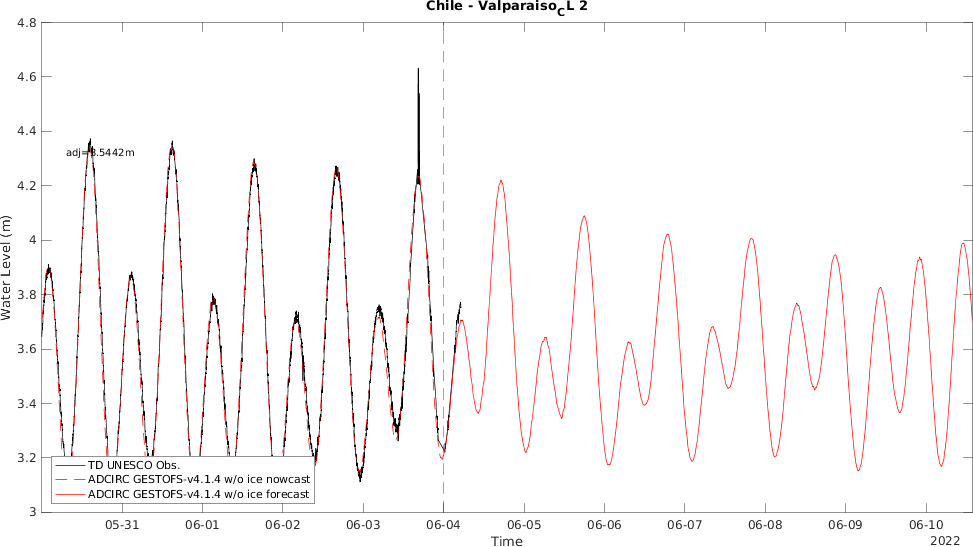 Chile - Valparaiso_CL 2
4.8
4.6
4.4
4.2
4
3.8
3.6
3.4
3.2
3
Water Level (m)
adj=3.5442m
TD UNESCO Obs.
ADCIRC GESTOFS-v4.1.4 w/o ice nowcast
ADCIRC GESTOFS-v4.1.4 w/o ice forecast
05-31 06-01 06-02 06-03 06-04 06-05 06-06 06-07 06-08 06-09 06-10
Time
2022